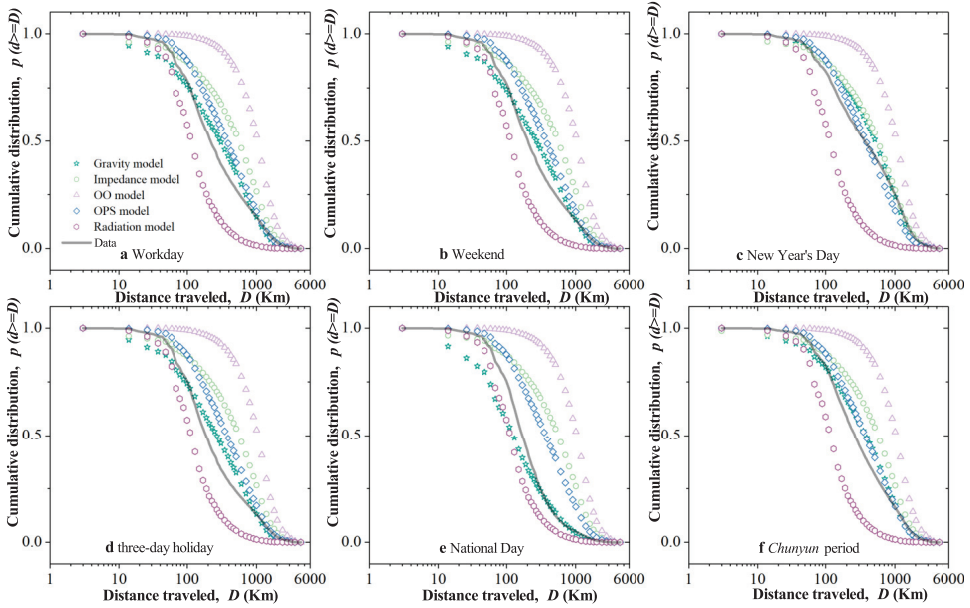 Cumulative distribution, p (d>=D)
1.0
0.5
0.0
Gravity model
Impedance model
OO model
OPS model
Radiation model
Data
a Workday
1 10 100 1000 6000
Distance traveled, D (Km)
Cumulative distribution, p (d>=D)
1.0
0.5
0.0
b Weekend
1 10 100 1000 6000
Distance traveled, D (Km)
Cumulative distribution, p (d>=D)
1.0
0.5
0.0
c New Year's Day
1 10 100 1000 6000
Distance traveled, D (Km)
Cumulative distribution, p (d>=D)
1.0
0.5
0.0
d three-day holiday
1 10 100 1000 6000
Distance traveled, D (Km)
Cumulative distribution, p (d>=D)
1.0
0.5
0.0
e National Day
1 10 100 1000 6000
Distance traveled, D (Km)
Cumulative distribution, p (d>=D)
1.0
0.5
0.0
f Chunyun period
1 10 100 1000 6000
Distance traveled, D (Km)